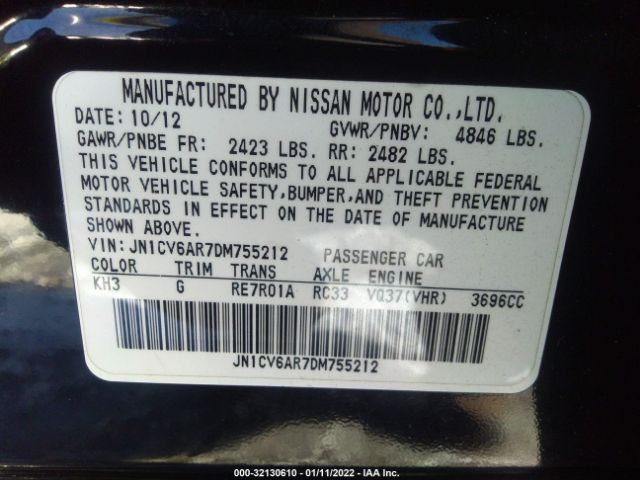 MANUFACTURED BY NISSAN MOTOR CO.,LTD.
DATE: 10/12 GVWR/PNBV: 4846 LBS.
GAWR/PNBE FR: 2423 LBS. RR: 2482 LBS.
THIS VEHICLE CONFORMS TO ALL APPLICABLE FEDERAL
MOTOR VEHICLE SAFETY,BUMPER,AND THEFT PREVENTION
STANDARDS IN EFFECT ON THE DATE OF MANUFACTURE
SHOWN ABOVE.
VIN: JN1CV6AR7DM755212 PASSENGER CAR
COLOR TRIM TRANS AXLE ENGINE
KH3 G RE7R01A RC33 VQ37(VHR) 3696CC
JN1CV6AR7DM755212
000-32130610 - 01/11/2022 - IAA Inc.